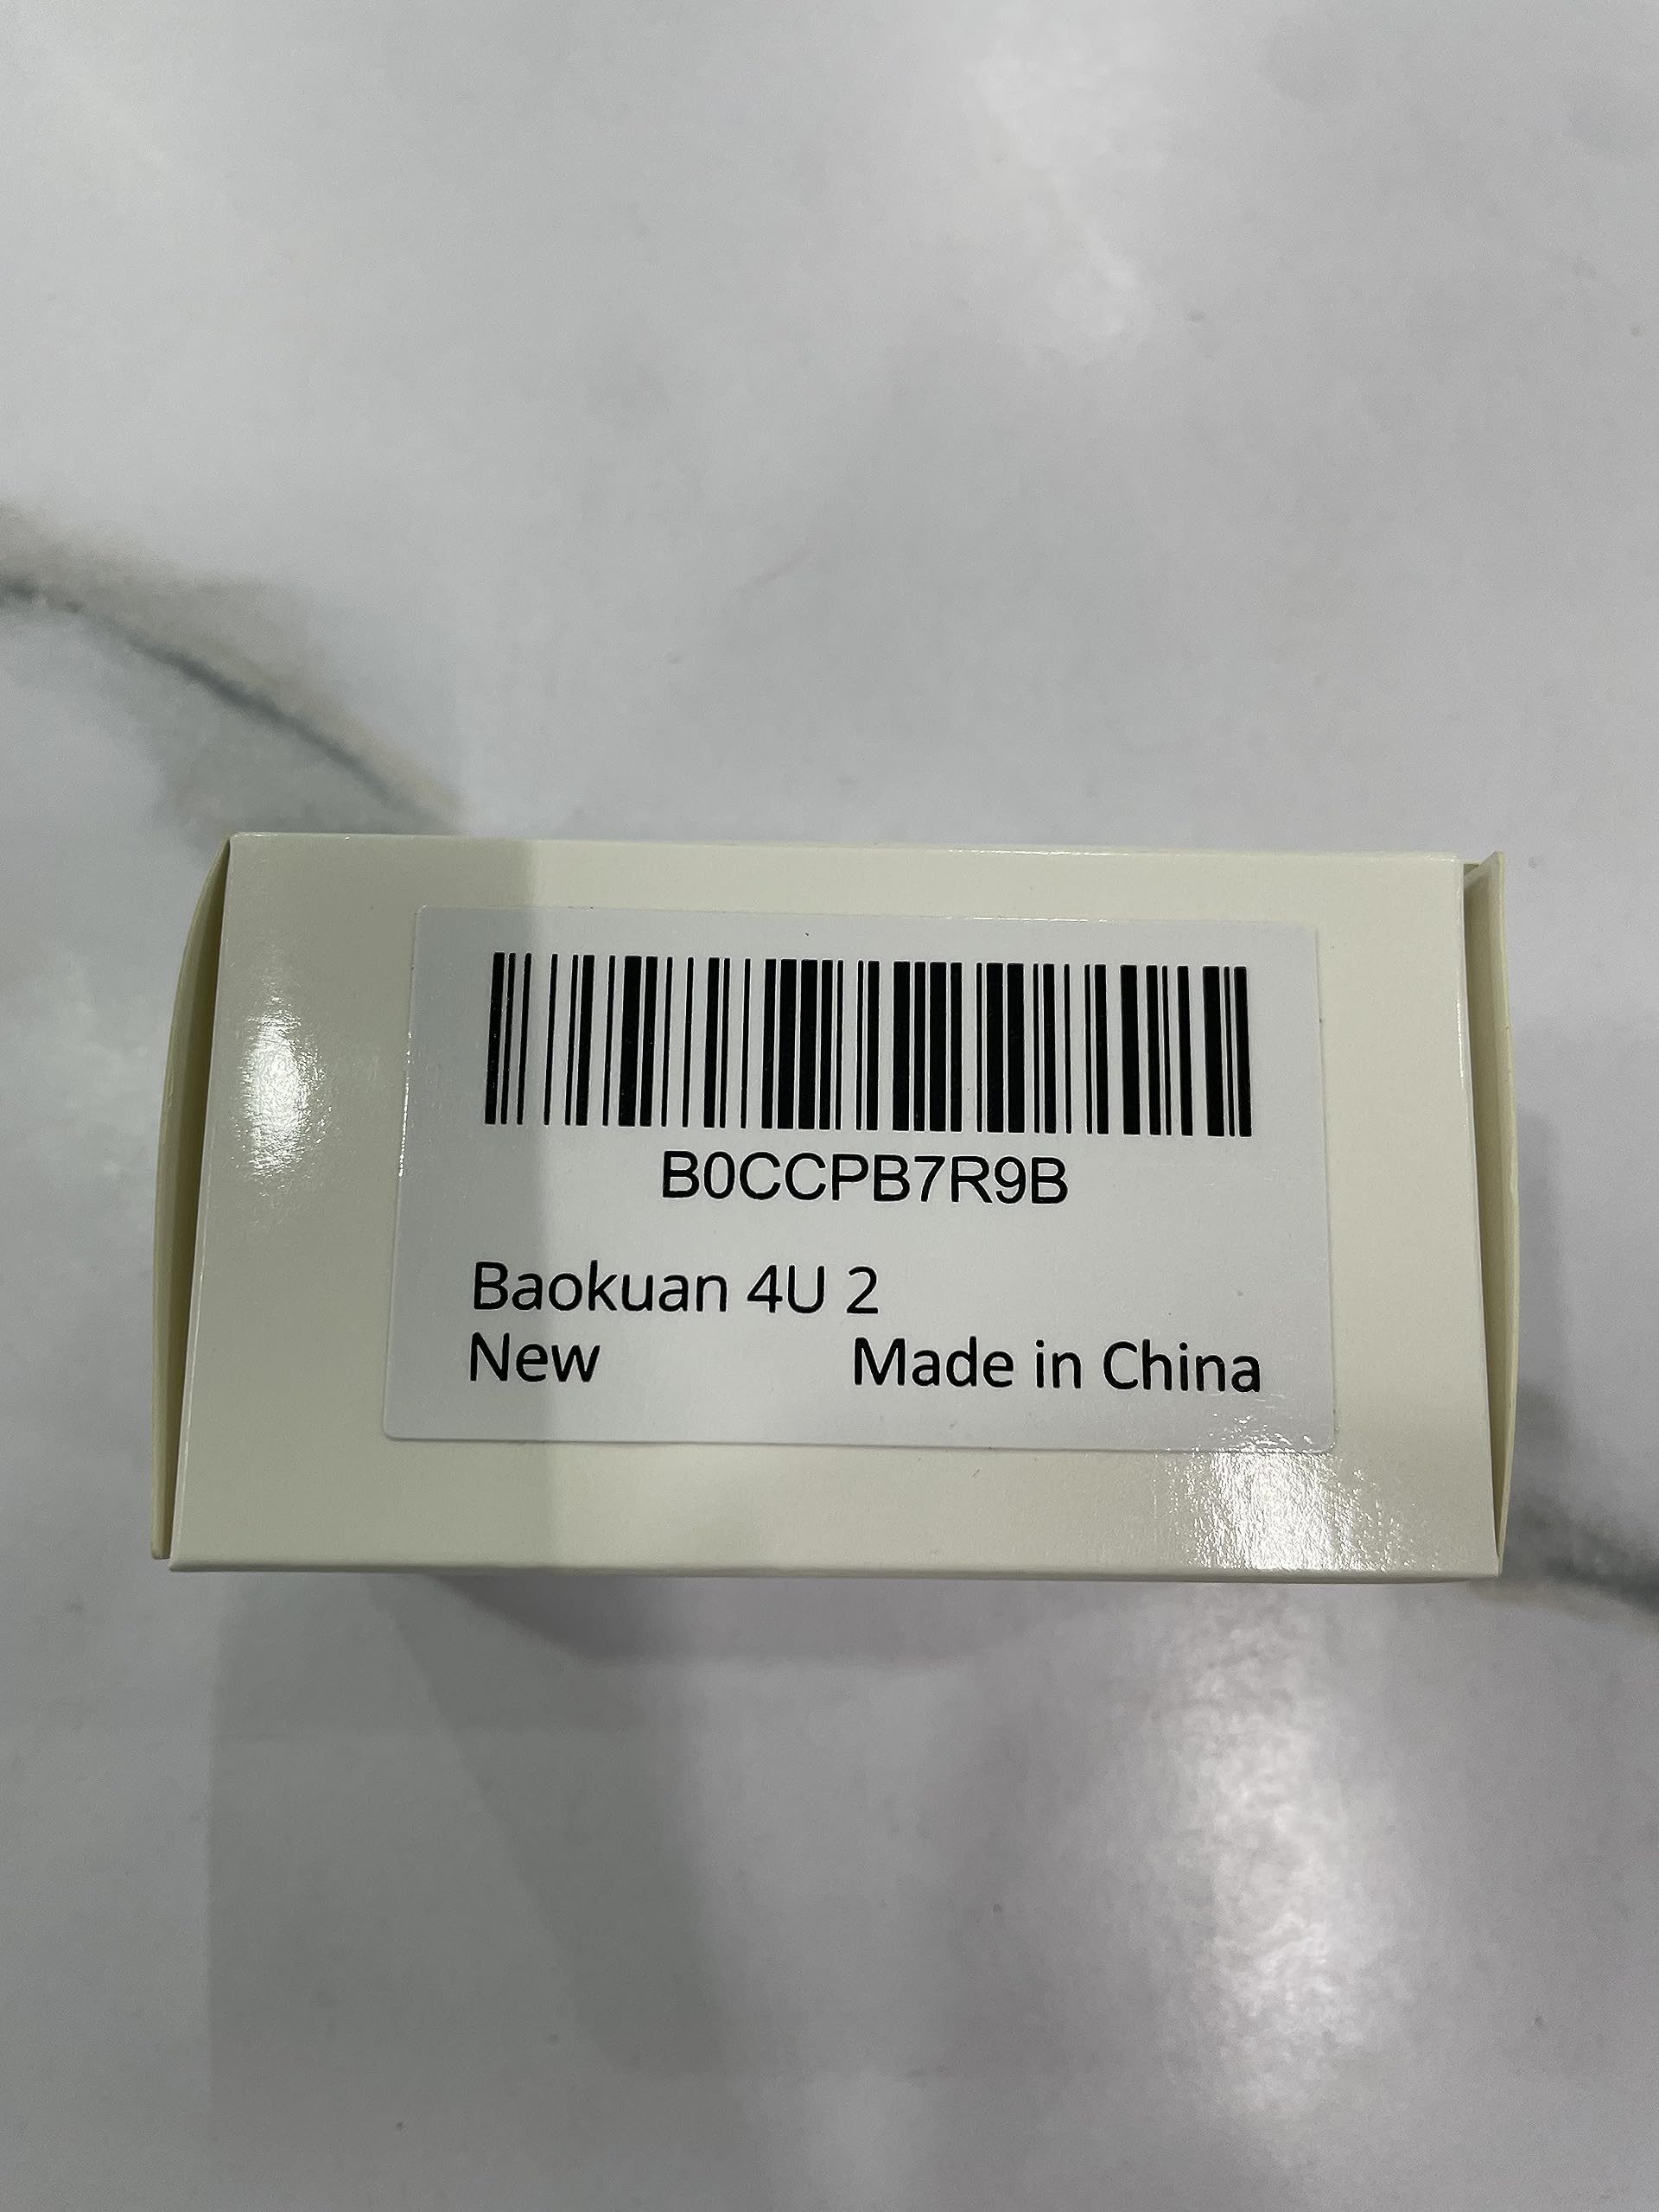 B0CCPB7R9B
Baokuan 4U 2
New Made in China